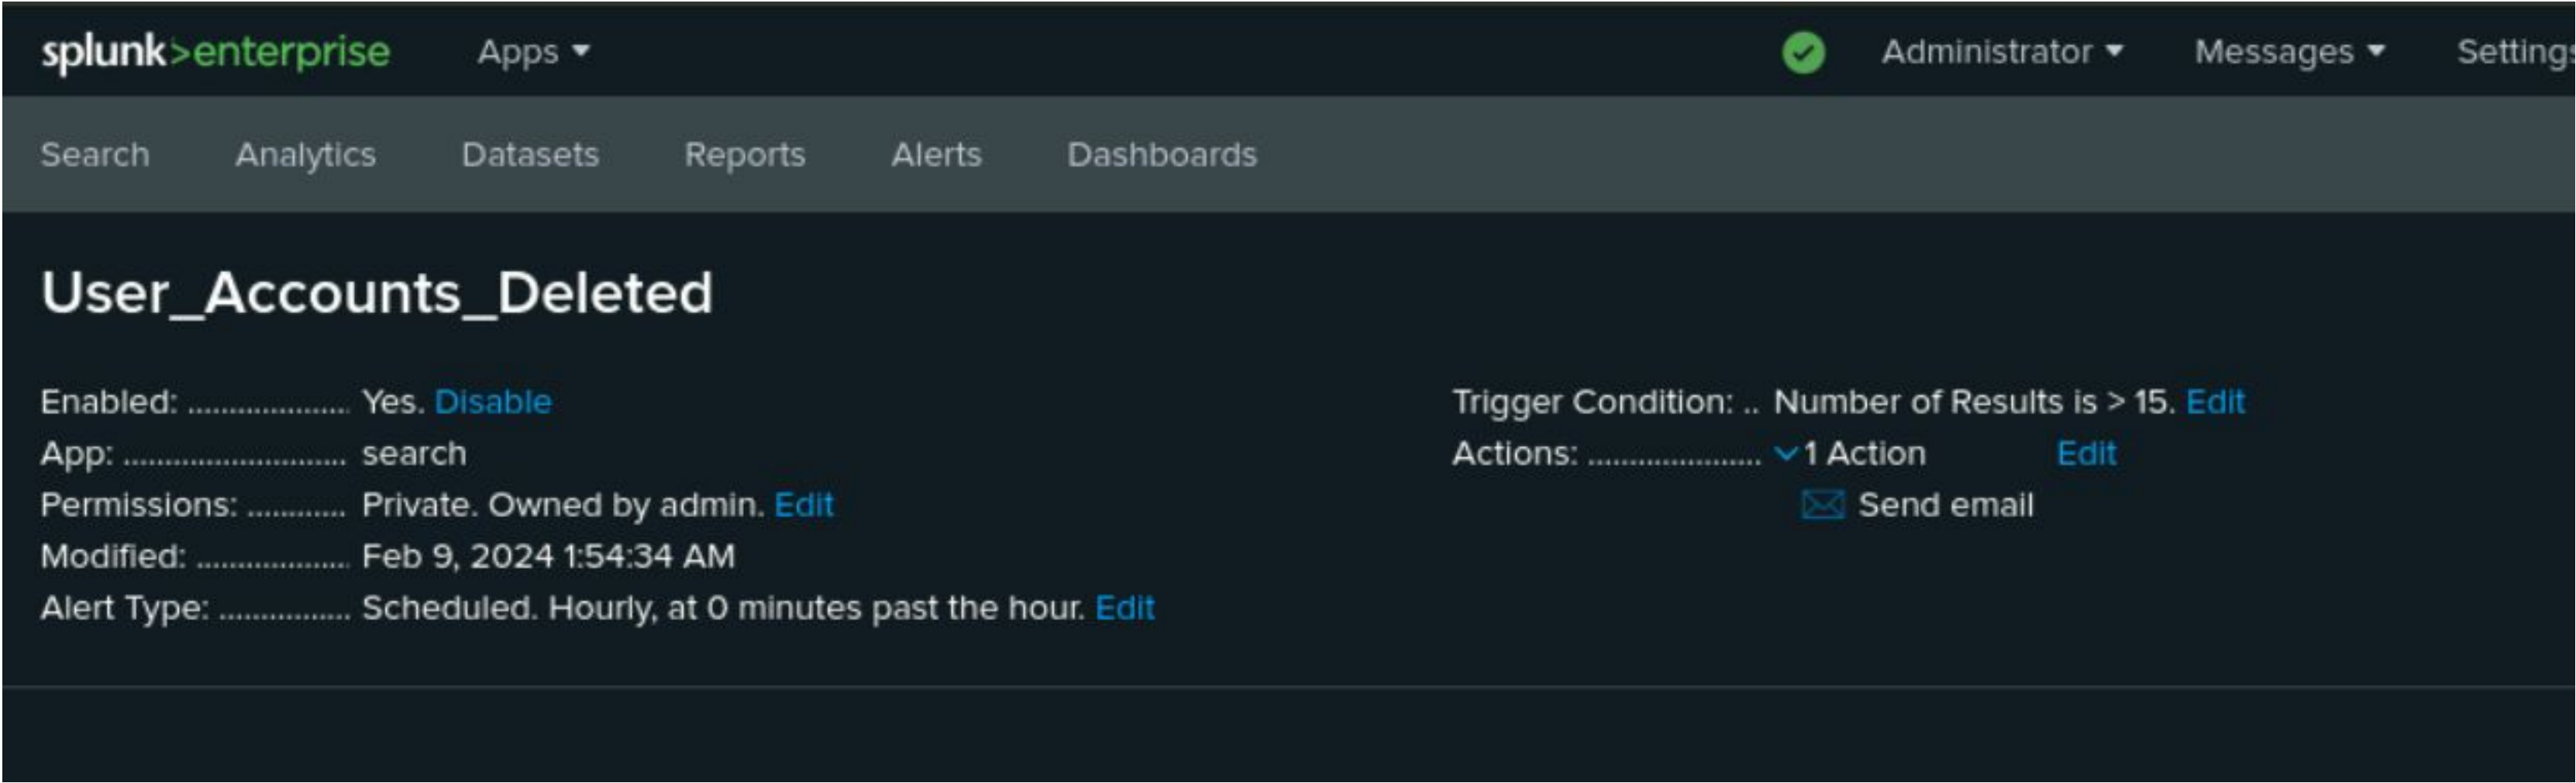 splunk>enterprise Apps Administrator Messages Settings
Search Analytics Datasets Reports Alerts Dashboards
User_Accounts_Deleted
Enabled: .................... Yes. Disable
App: ........................... search
Permissions: ............ Private. Owned by admin. Edit
Modified: ................... Feb 9, 2024 1:54:34 AM
Alert Type: ................ Scheduled. Hourly, at 0 minutes past the hour. Edit
Trigger Condition: .. Number of Results is > 15. Edit
Actions: ..................... 1 Action Edit
Send email